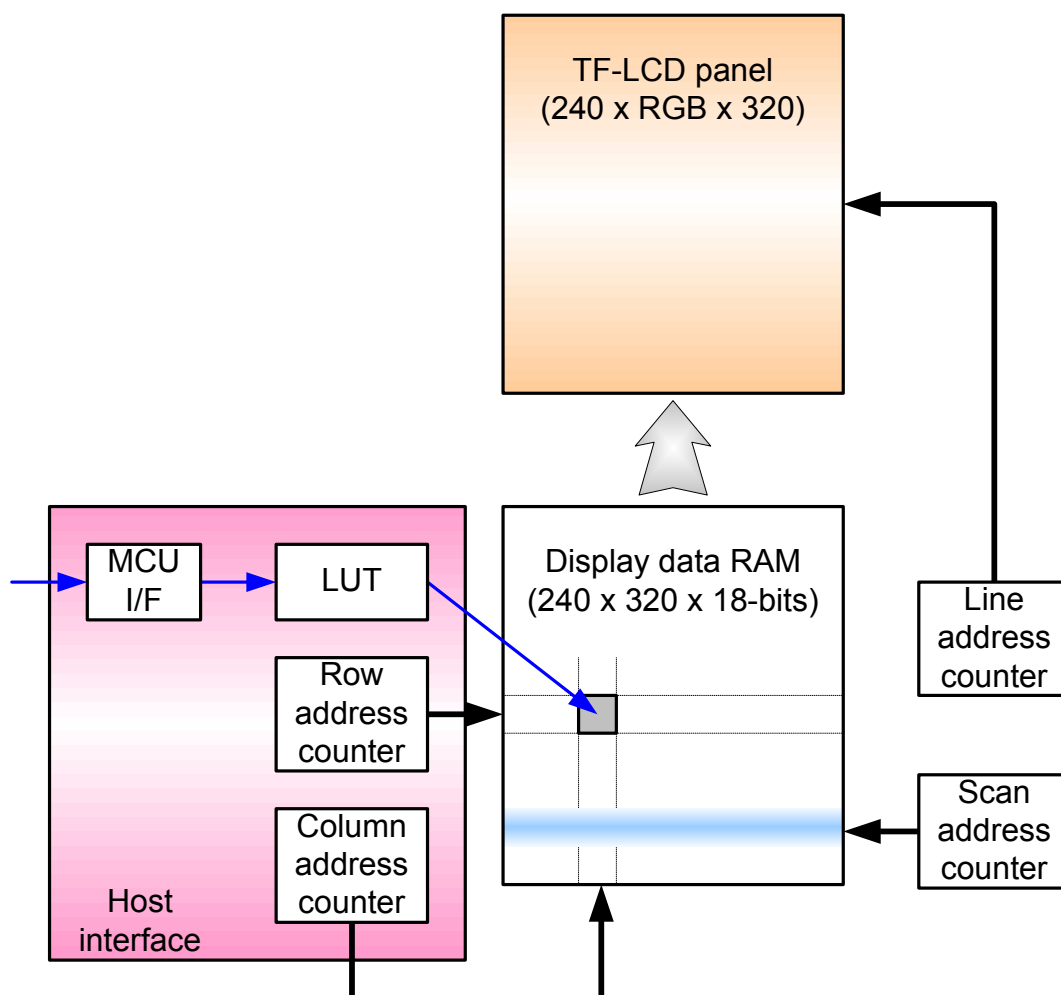 TF-LCD panel
(240 x RGB x 320)
MCU
I/F
LUT
Display data RAM
(240 x 320 x 18-bits)
Line
address
counter
Row
address
counter
Scan
address
counter
Column
address
counter
Host
interface